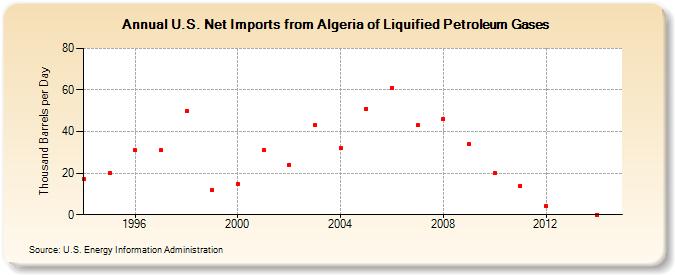 Annual U.S. Net Imports from Algeria of Liquified Petroleum Gases
Thousand Barrels per Day
80
60
40
20
0
1996 2000 2004 2008 2012
Source: U.S. Energy Information Administration